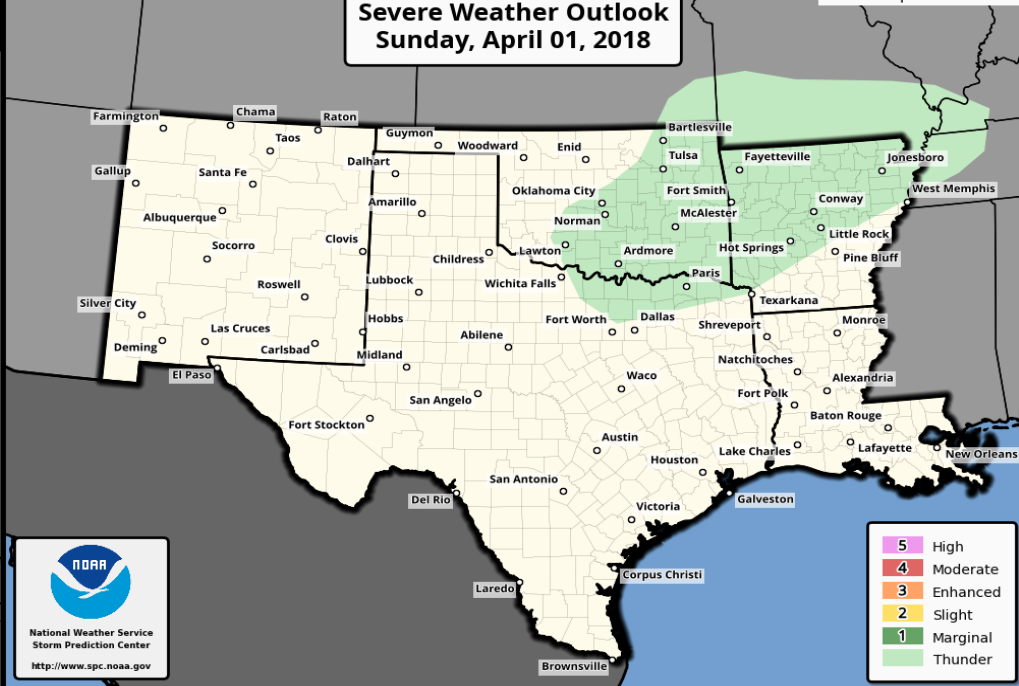 Severe Weather Outlook
Sunday, April 01, 2018
Farmington
Chama
Raton
Taos
Guymon
Woodward
Enid
Bartlesville
Tulsa
Fayetteville
Jonesboro
Gallup
Santa Fe
Dalhart
Oklahoma City
Fort Smith
West Memphis
Albuquerque
Amarillo
Norman
McAlester
Conway
Little Rock
Socorro
Clovis
Childress
Lawton
Ardmore
Hot Springs
Pine Bluff
Roswell
Lubbock
Wichita Falls
Paris
Texarkana
Silver City
Las Cruces
Hobbs
Abilene
Fort Worth
Dallas
Shreveport
Monroe
Deming
Carlsbad
Midland
Natchitoches
El Paso
San Angelo
Waco
Fort Polk
Alexandria
Fort Stockton
Austin
Baton Rouge
Houston
Lake Charles
Lafayette
New Orleans
Del Rio
San Antonio
Galveston
Victoria
Laredo
Corpus Christi
Brownsville
NOAA
National Weather Service
Storm Prediction Center
http://www.spc.noaa.gov
5 High
4 Moderate
3 Enhanced
2 Slight
1 Marginal
Thunder